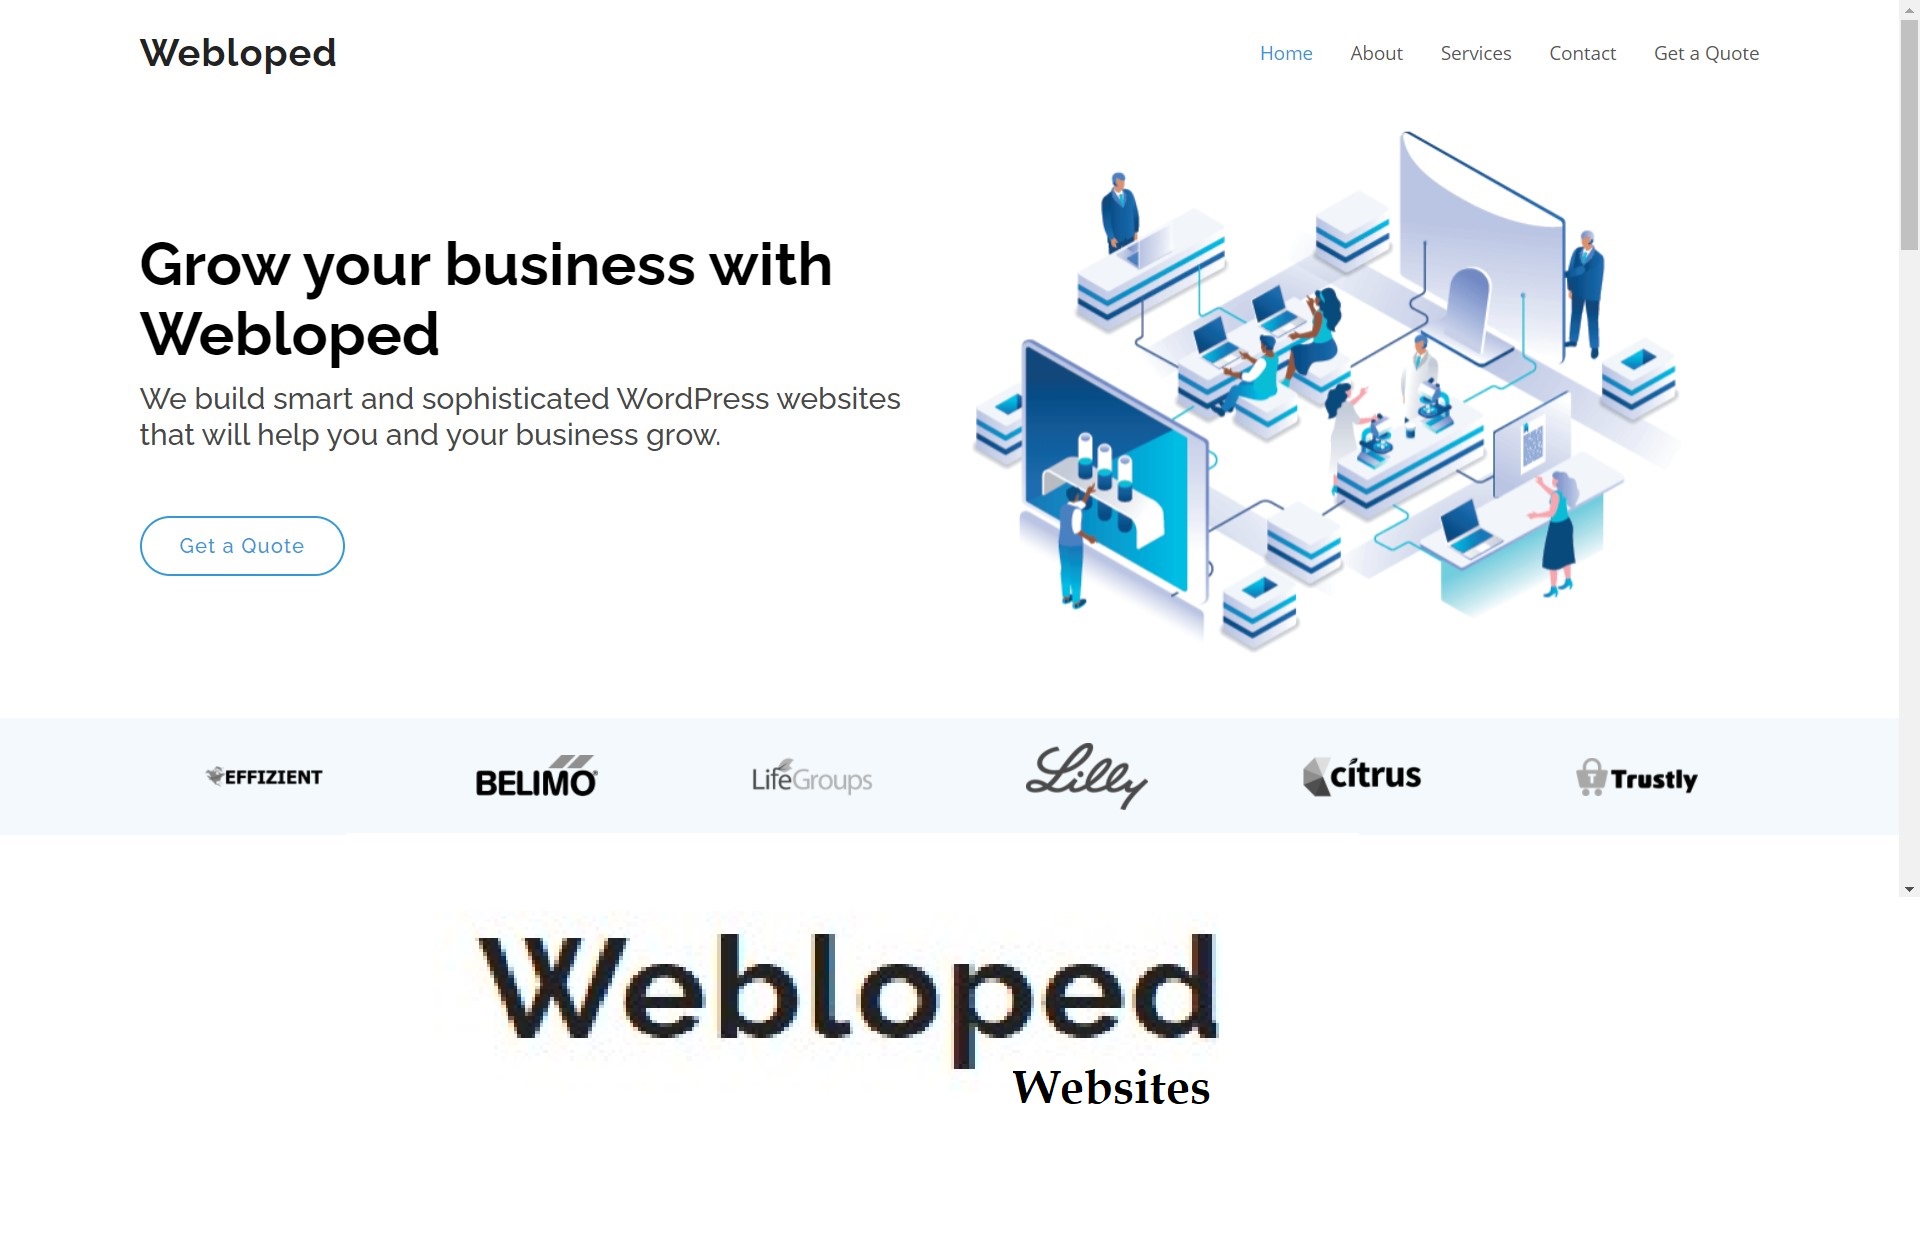 Webloped
Home About Services Contact Get a Quote
Grow your business with
Webloped
We build smart and sophisticated WordPress websites
that will help you and your business grow.
Get a Quote
EFFIZIENT BELIMO LifeGroups Lilly cítrus T Trustly
Webloped
Websites